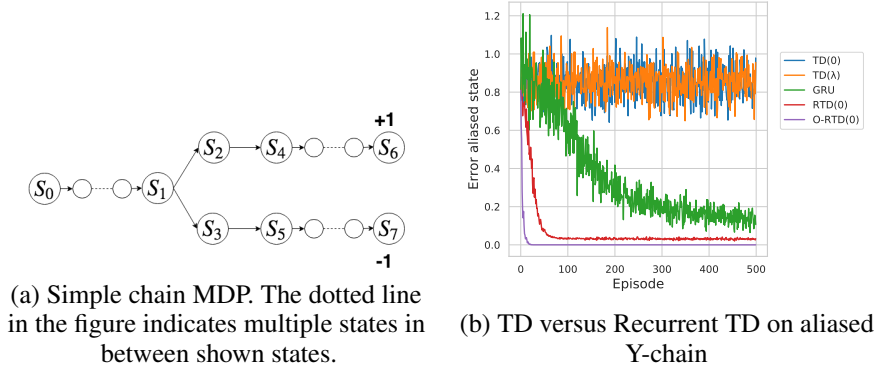 +1
S2 S4 S6
S0 S1
S3 S5 S7
-1
(a) Simple chain MDP. The dotted line
in the figure indicates multiple states in
between shown states.
1.2
1.0
0.8
0.6
0.4
0.2
0.0
Error aliased state
0 100 200 300 400 500
Episode
TD(0)
TD(λ)
GRU
RTD(0)
O-RTD(0)
(b) TD versus Recurrent TD on aliased
Y-chain